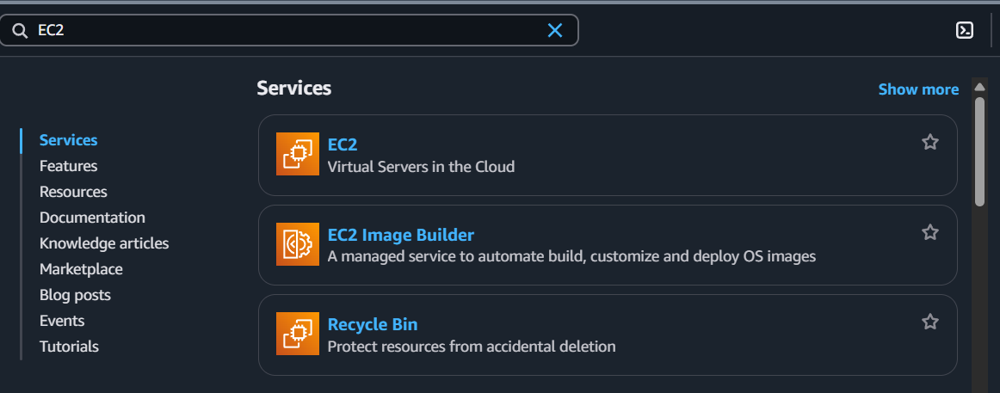 EC2
Services
Show more
Services
Features
Resources
Documentation
Knowledge articles
Marketplace
Blog posts
Events
Tutorials
EC2
Virtual Servers in the Cloud
EC2 Image Builder
A managed service to automate build, customize and deploy OS images
Recycle Bin
Protect resources from accidental deletion